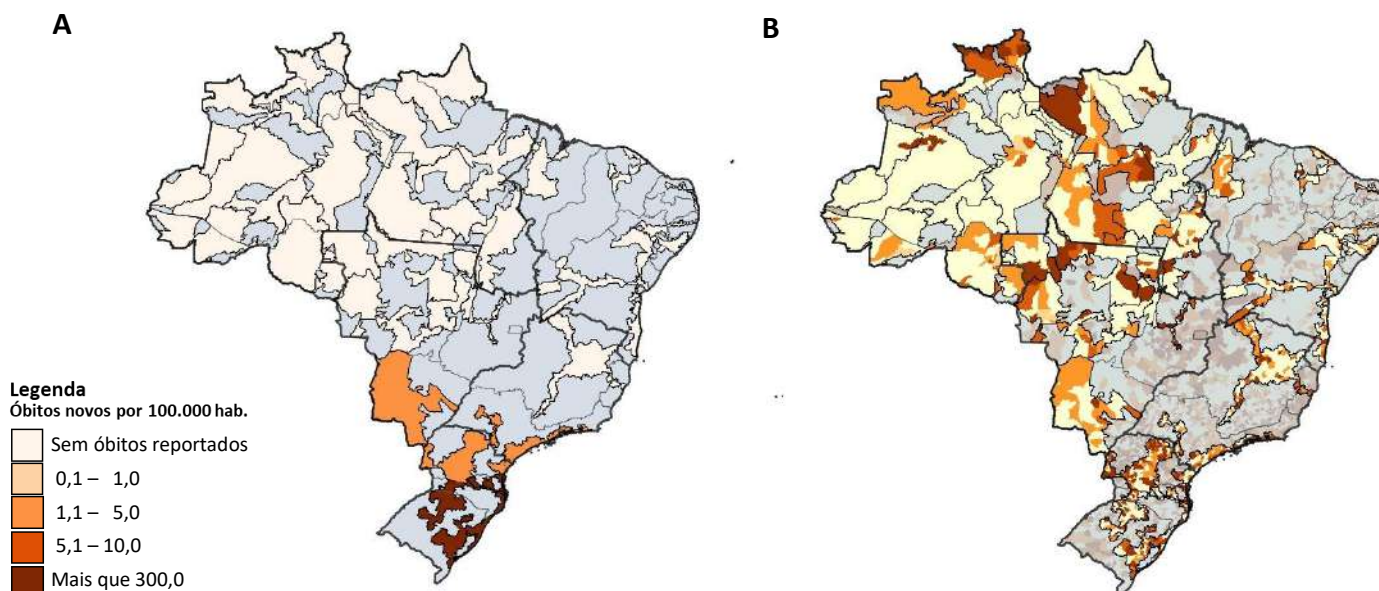 A
B
Legenda
Óbitos novos por 100.000 hab.
Sem óbitos reportados
0,1 – 1,0
1,1 – 5,0
5,1 – 10,0
Mais que 300,0